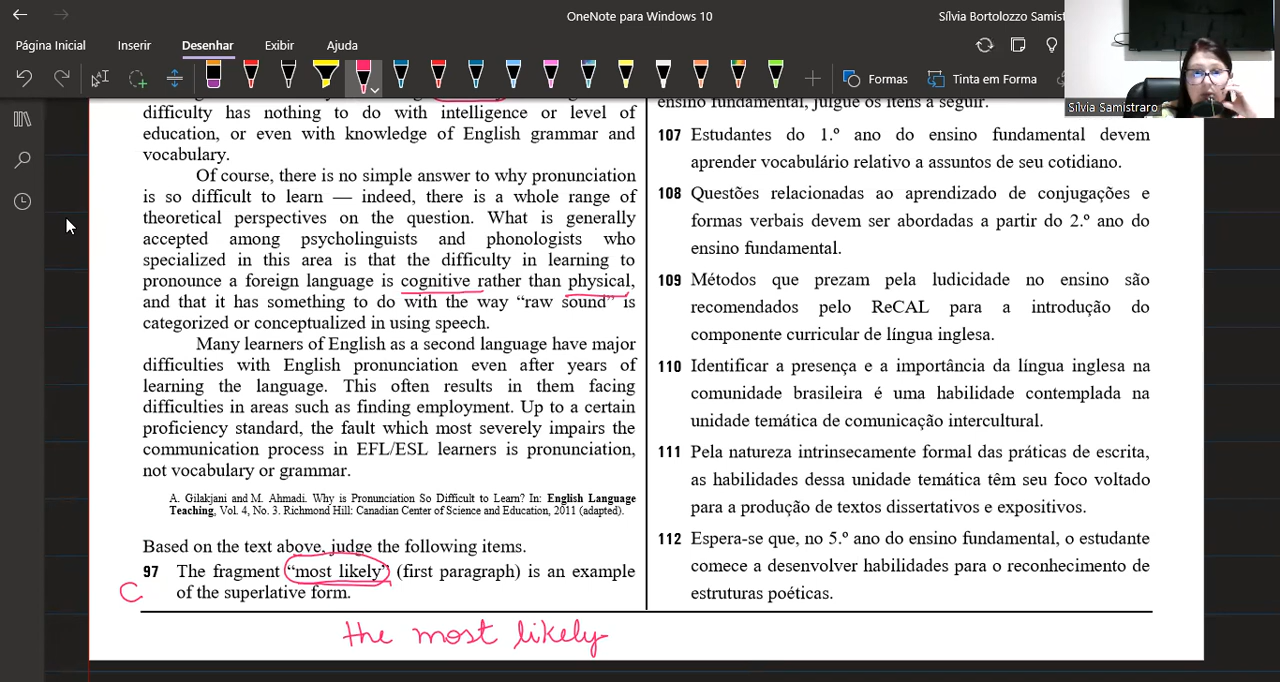 OneNote para Windows 10
Sílvia Bortolozzo Samist
Página Inicial
Inserir
Desenhar
Exibir
Ajuda
Formas
Tinta em Forma
Sílvia Samistraro
difficulty has nothing to do with intelligence or level of
education, or even with knowledge of English grammar and
vocabulary.
Of course, there is no simple answer to why pronunciation
is so difficult to learn — indeed, there is a whole range of
theoretical perspectives on the question. What is generally
accepted among psycholinguists and phonologists who
specialized in this area is that the difficulty in learning to
pronounce a foreign language is cognitive rather than physical,
and that it has something to do with the way “raw sound” is
categorized or conceptualized in using speech.
Many learners of English as a second language have major
difficulties with English pronunciation even after years of
learning the language. This often results in them facing
difficulties in areas such as finding employment. Up to a certain
proficiency standard, the fault which most severely impairs the
communication process in EFL/ESL learners is pronunciation,
not vocabulary or grammar.
A. Gilakjani and M. Ahmadi. Why is Pronunciation So Difficult to Learn? In: English Language
Teaching, Vol. 4, No. 3. Richmond Hill: Canadian Center of Science and Education, 2011 (adapted).
Based on the text above, judge the following items.
97 The fragment “most likely” (first paragraph) is an example
C of the superlative form.
the most likely
ensino fundamental, julgue os itens a seguir.
107 Estudantes do 1.º ano do ensino fundamental devem
aprender vocabulário relativo a assuntos de seu cotidiano.
108 Questões relacionadas ao aprendizado de conjugações e
formas verbais devem ser abordadas a partir do 2.º ano do
ensino fundamental.
109 Métodos que prezam pela ludicidade no ensino são
recomendados pelo ReCAL para a introdução do
componente curricular de língua inglesa.
110 Identificar a presença e a importância da língua inglesa na
comunidade brasileira é uma habilidade contemplada na
unidade temática de comunicação intercultural.
111 Pela natureza intrinsecamente formal das práticas de escrita,
as habilidades dessa unidade temática têm seu foco voltado
para a produção de textos dissertativos e expositivos.
112 Espera-se que, no 5.º ano do ensino fundamental, o estudante
comece a desenvolver habilidades para o reconhecimento de
estruturas poéticas.